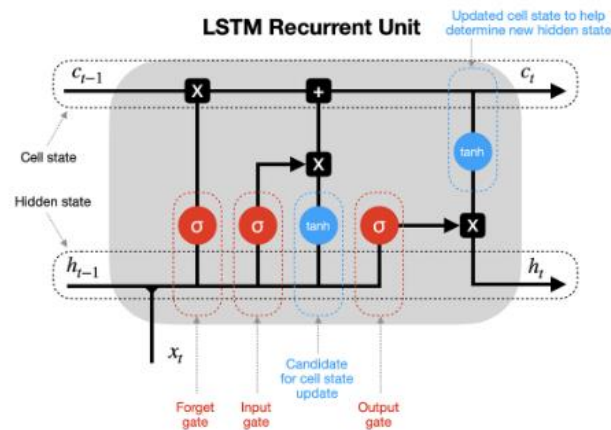 LSTM Recurrent Unit
Updated cell state to help
determine new hidden state
c_{t-1}
c_t
X
+
X
tanh
Cell state
Hidden state
σ
σ
tanh
σ
X
h_{t-1}
h_t
x_t
Candidate
for cell state
update
Forget
gate
Input
gate
Output
gate